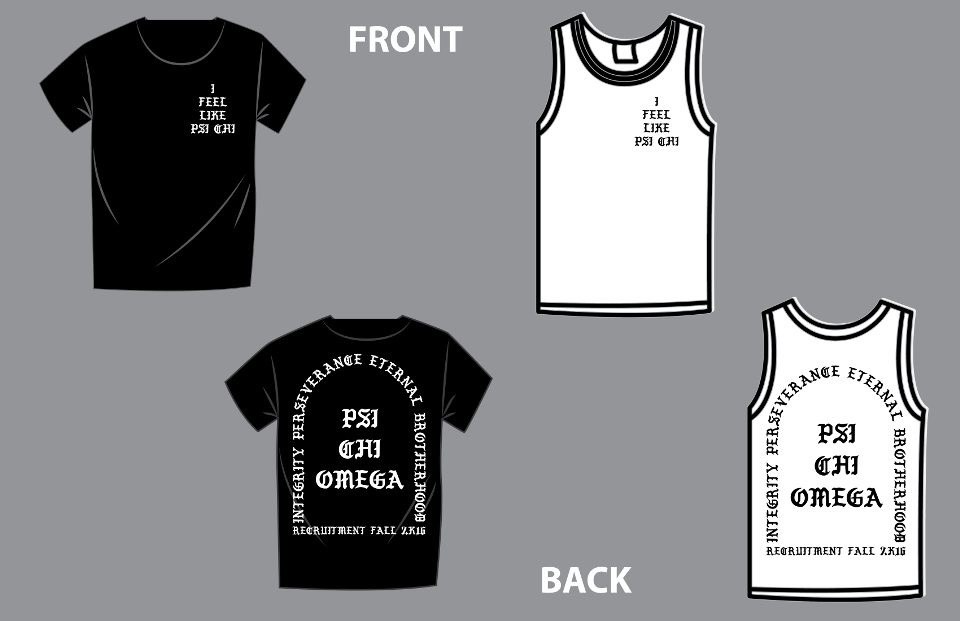 FRONT
I
FEEL
LIKE
PSI CHI
I
FEEL
LIKE
PSI CHI
INTEGRITY PERSEVERANCE ETERNAL BROTHERHOOD
PSI
CHI
OMEGA
RECRUITMENT FALL 2K16
INTEGRITY PERSEVERANCE ETERNAL BROTHERHOOD
PSI
CHI
OMEGA
RECRUITMENT FALL 2K16
BACK